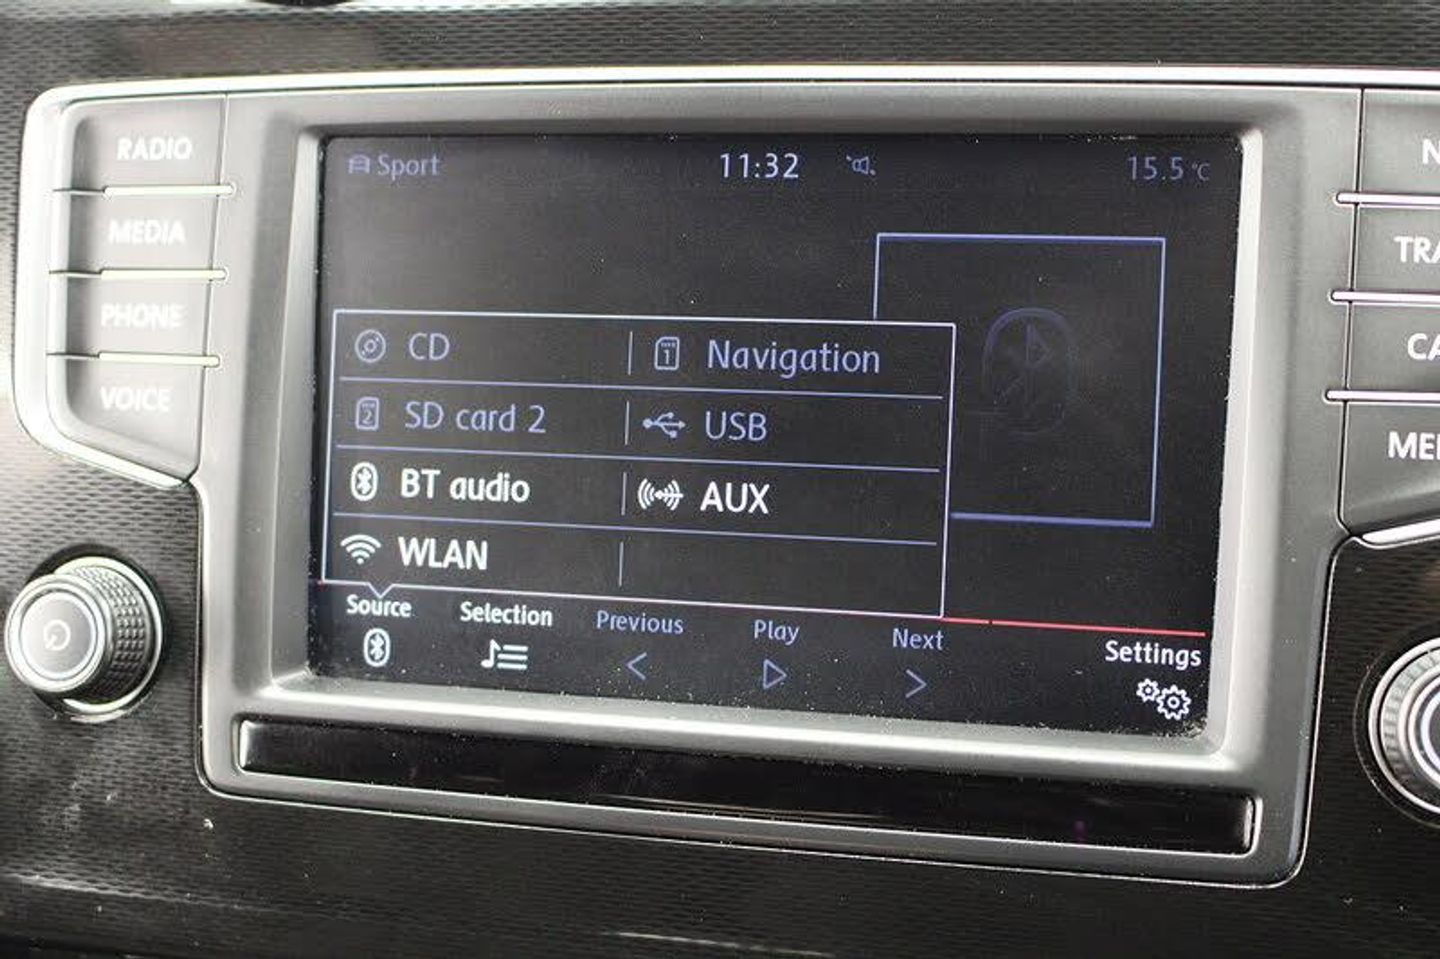 RADIO
MEDIA
PHONE
VOICE
Sport 11:32 15.5 °C
CD Navigation
SD card 2 USB
BT audio AUX
WLAN
Source Selection Previous Play Next Settings